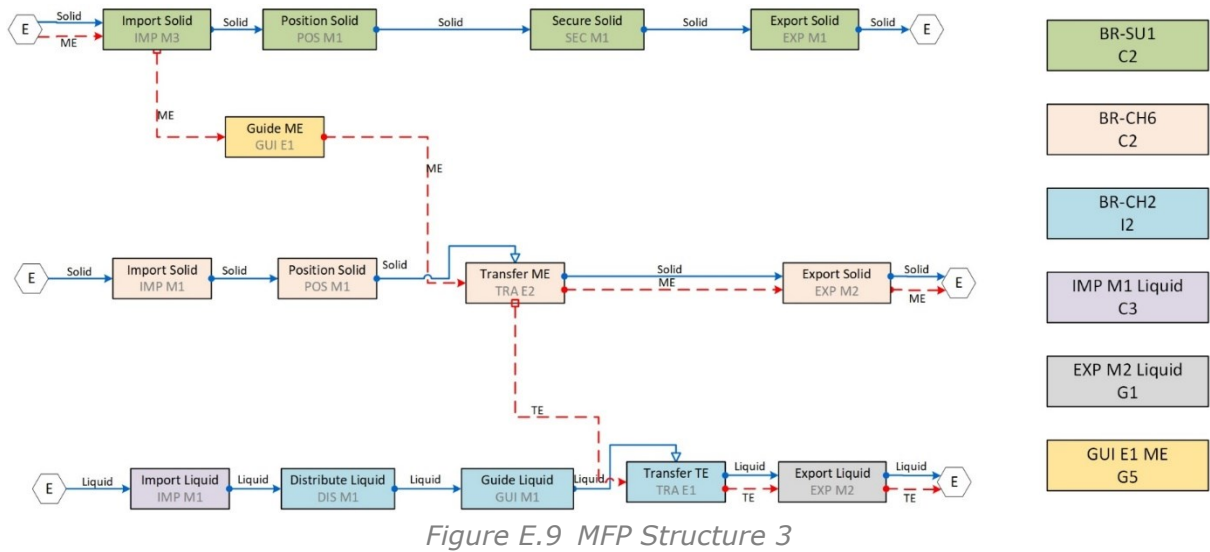 Solid
E
ME
Import Solid
IMP M3
Solid
Position Solid
POS M1
Solid
Secure Solid
SEC M1
Solid
Export Solid
EXP M1
Solid
E
ME
Guide ME
GUI E1
ME
E
Solid
Import Solid
IMP M1
Solid
Position Solid
POS M1
Solid
Transfer ME
TRA E2
Solid
ME
Export Solid
EXP M2
Solid
ME
E
TE
E
Liquid
Import Liquid
IMP M1
Liquid
Distribute Liquid
DIS M1
Liquid
Guide Liquid
GUI M1
Liquid
Transfer TE
TRA E1
Liquid
TE
Export Liquid
EXP M2
Liquid
TE
E
BR-SU1
C2
BR-CH6
C2
BR-CH2
I2
IMP M1 Liquid
C3
EXP M2 Liquid
G1
GUI E1 ME
G5
Figure E.9 MFP Structure 3